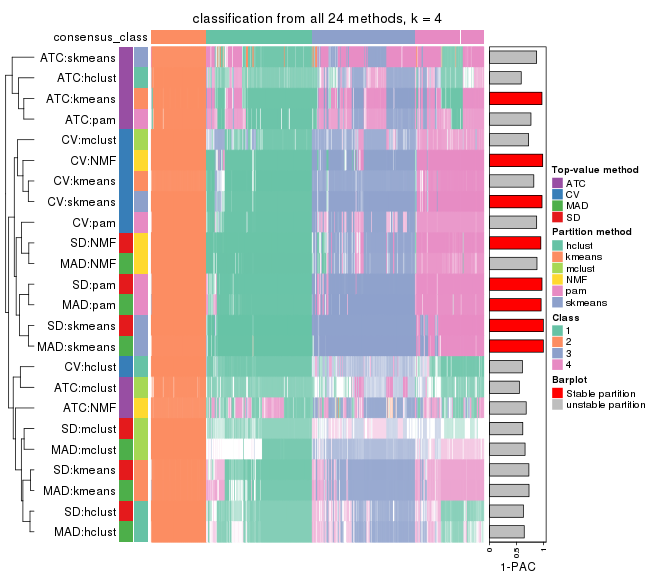 classification from all 24 methods, k = 4
consensus_class
ATC:skmeans
ATC:hclust
ATC:kmeans
ATC:pam
CV:mclust
CV:NMF
CV:kmeans
CV:skmeans
CV:pam
SD:NMF
MAD:NMF
SD:pam
MAD:pam
SD:skmeans
MAD:skmeans
CV:hclust
ATC:mclust
ATC:NMF
SD:mclust
MAD:mclust
SD:kmeans
MAD:kmeans
SD:hclust
MAD:hclust
0
0.5
1
1-PAC
Top-value method
ATC
CV
MAD
SD
Partition method
hclust
kmeans
mclust
NMF
pam
skmeans
Class
1
2
3
4
Barplot
Stable partition
unstable partition